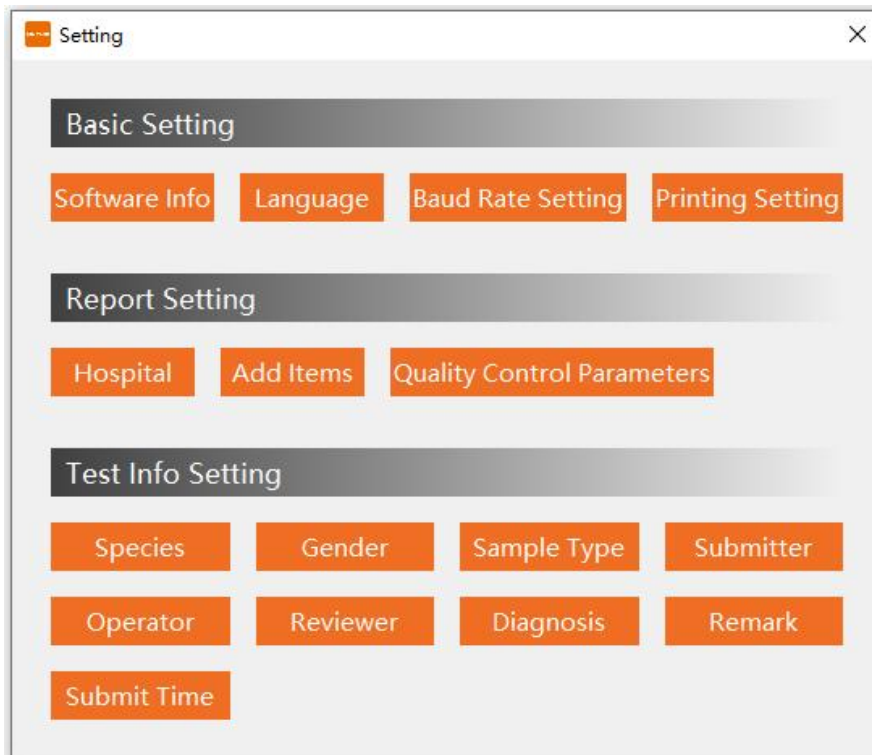 Setting
Basic Setting
Software Info Language Baud Rate Setting Printing Setting
Report Setting
Hospital Add Items Quality Control Parameters
Test Info Setting
Species Gender Sample Type Submitter
Operator Reviewer Diagnosis Remark
Submit Time